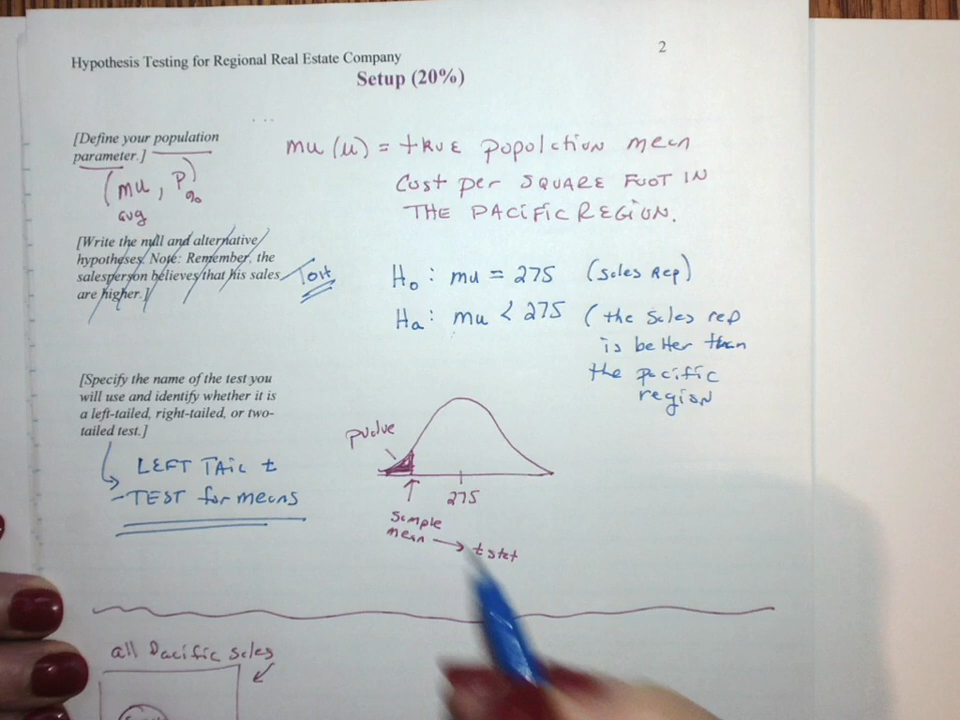 2
Hypothesis Testing for Regional Real Estate Company
Setup (20%)
[Define your population
parameter.]
(mu, P)
avg %
mu (u) = tRUE popolction mean
Cost per SQUARE FOOT IN
THE PACIFIC REGION.
[Write the null and alternative
hypotheses. Note: Remember, the
salesperson believes that his sales
are higher.]
H0: mu = 275 (sales Rep)
Ha: mu < 275 (the sales rep
is better than
the pacific
region
[Specify the name of the test you
will use and identify whether it is
a left-tailed, right-tailed, or two-
tailed test.]
LEFT TAIL t
-TEST for means
pvalue
275
sample
mean → t stat
all Pacific sales